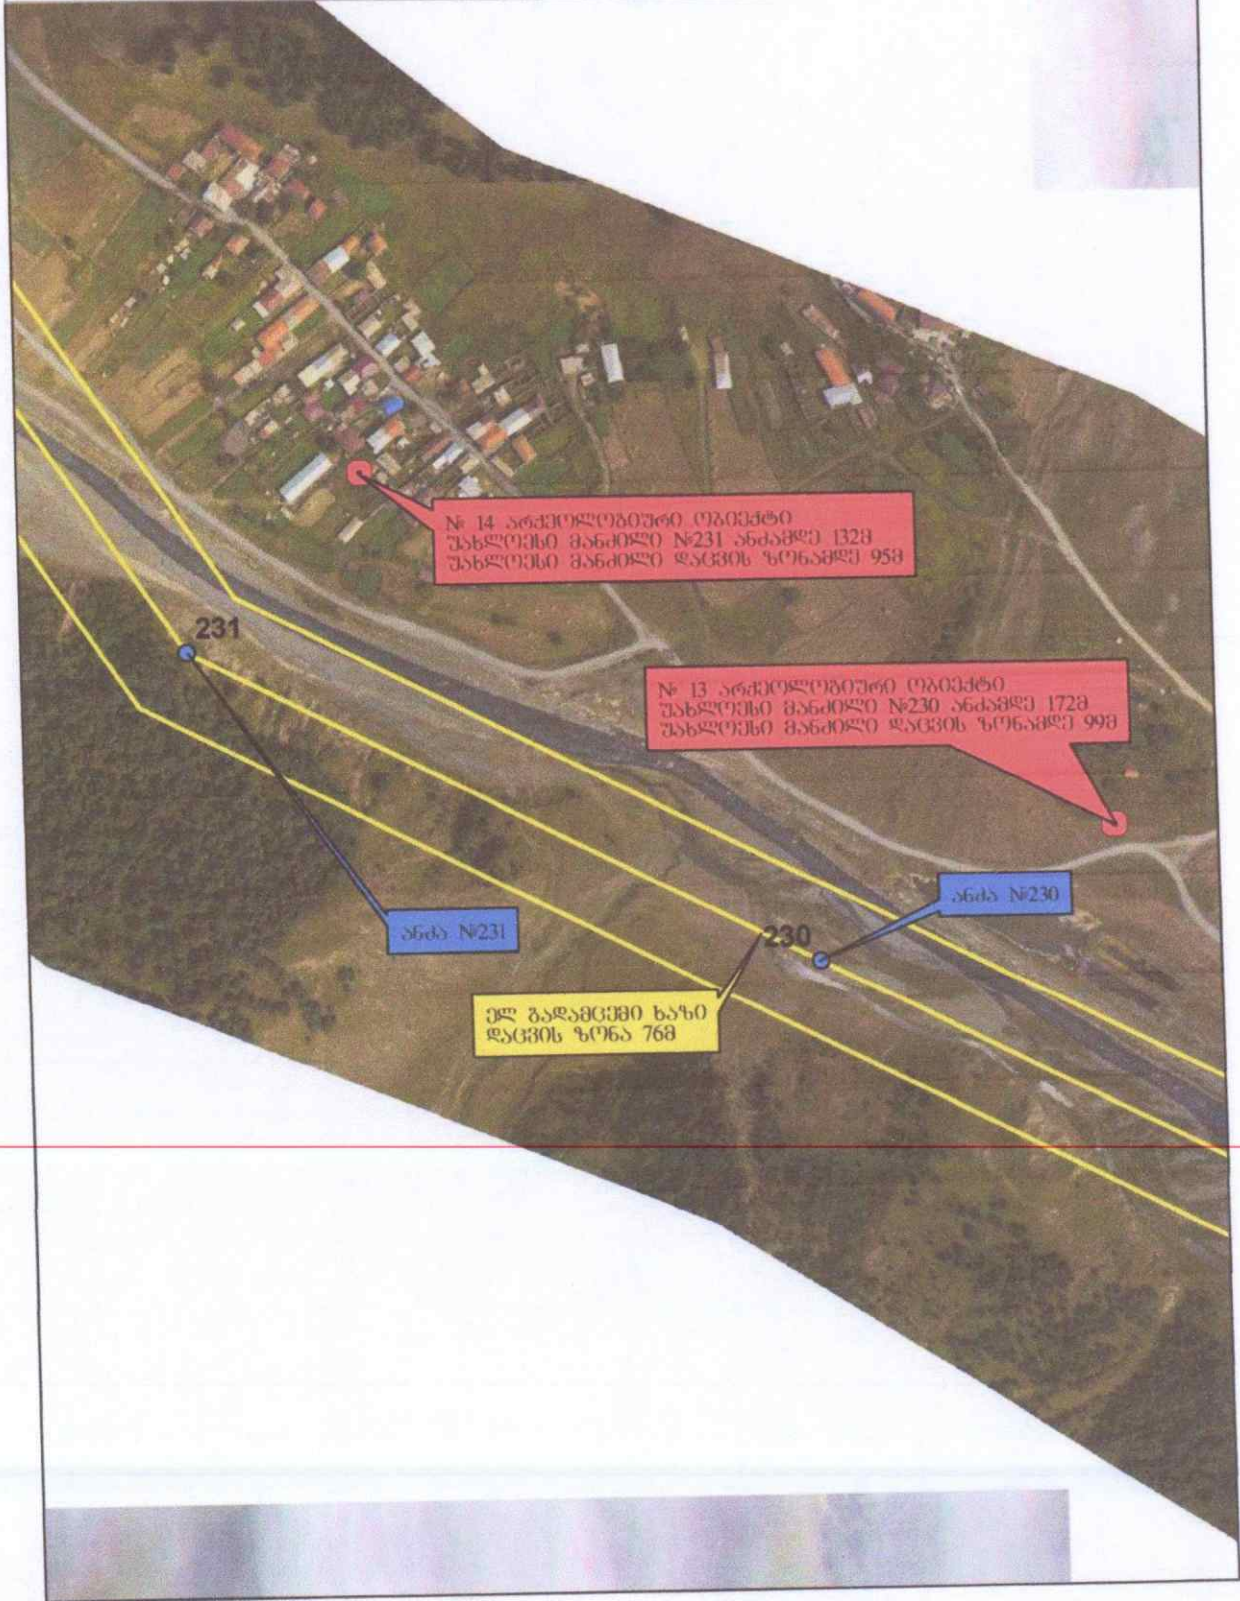 № 14 არქეოლოგიური ობიექტი
უახლოესი მანძილი №231 ანძამდე 132მ
უახლოესი მანძილი დაცვის ზონამდე 95მ
231
№ 13 არქეოლოგიური ობიექტი
უახლოესი მანძილი №230 ანძამდე 172მ
უახლოესი მანძილი დაცვის ზონამდე 99მ
ანძა №230
ანძა №231
230
ელ გადამცემი ხაზი
დაცვის ზონა 76მ